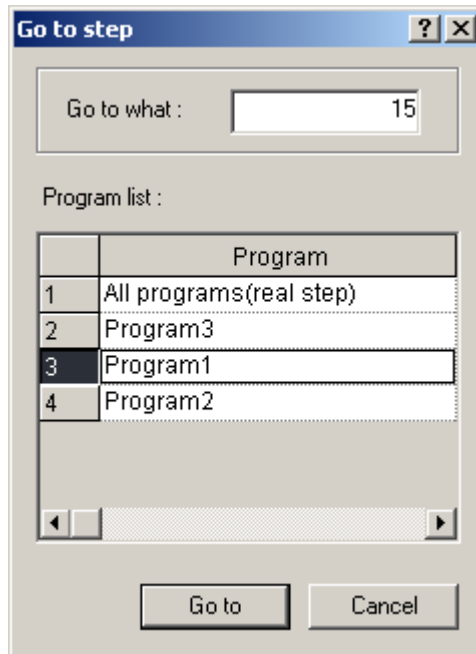 Go to step
Go to what : 15
Program list :
Program
1 All programs(real step)
2 Program3
3 Program1
4 Program2
Go to Cancel